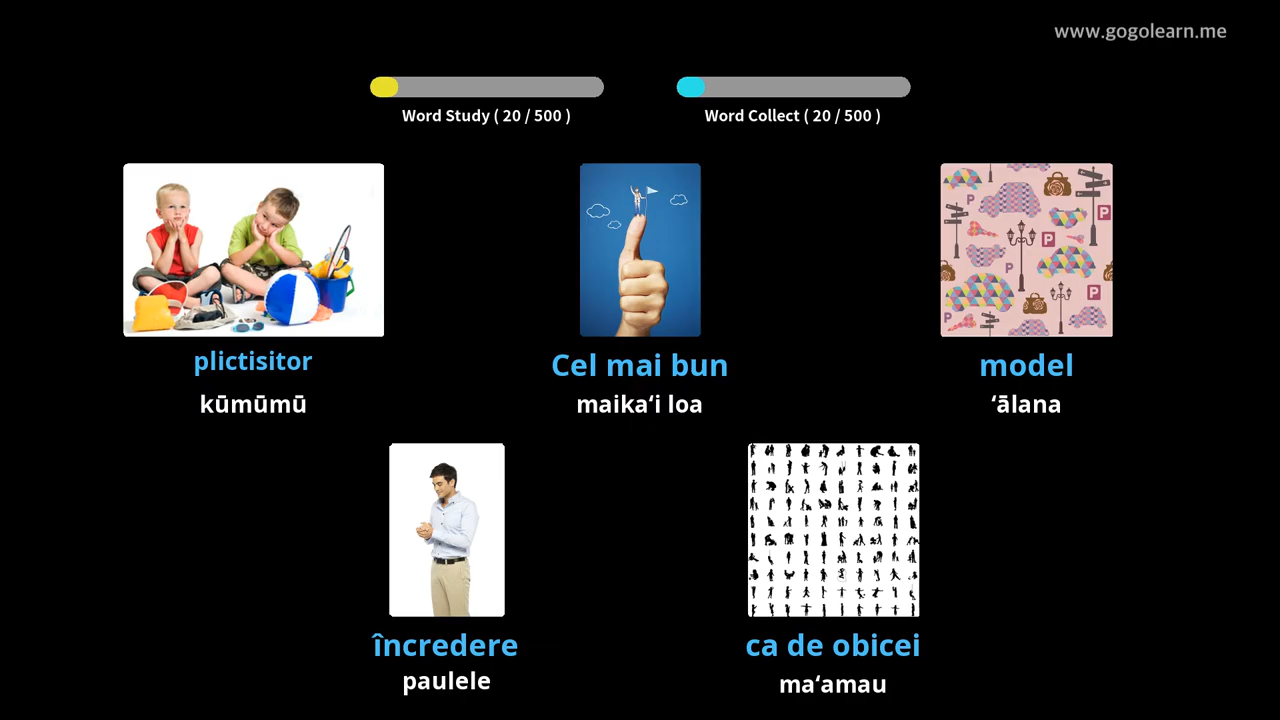 www.gogolearn.me
Word Study ( 20 / 500 )
Word Collect ( 20 / 500 )
plictisitor
kūmūmū
Cel mai bun
maikaʻi loa
model
ʻālana
P
P
P
P
P
P
încredere
paulele
ca de obicei
maʻamau